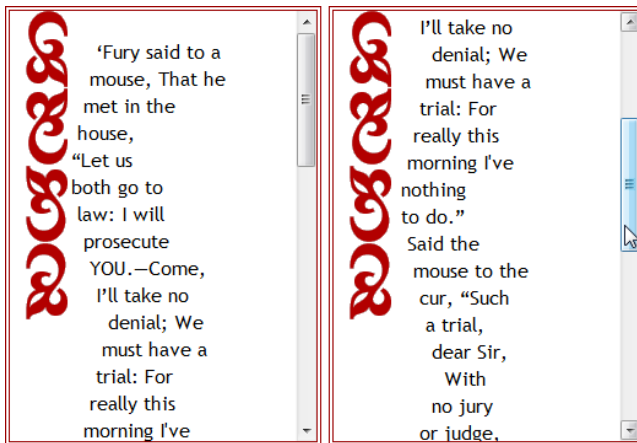 ‘Fury said to a
mouse, That he
met in the
house,
“Let us
both go to
law: I will
prosecute
YOU.—Come,
I’ll take no
denial; We
must have a
trial: For
really this
morning I've
I’ll take no
denial; We
must have a
trial: For
really this
morning I've
nothing
to do.”
Said the
mouse to the
cur, “Such
a trial,
dear Sir,
With
no jury
or judge,